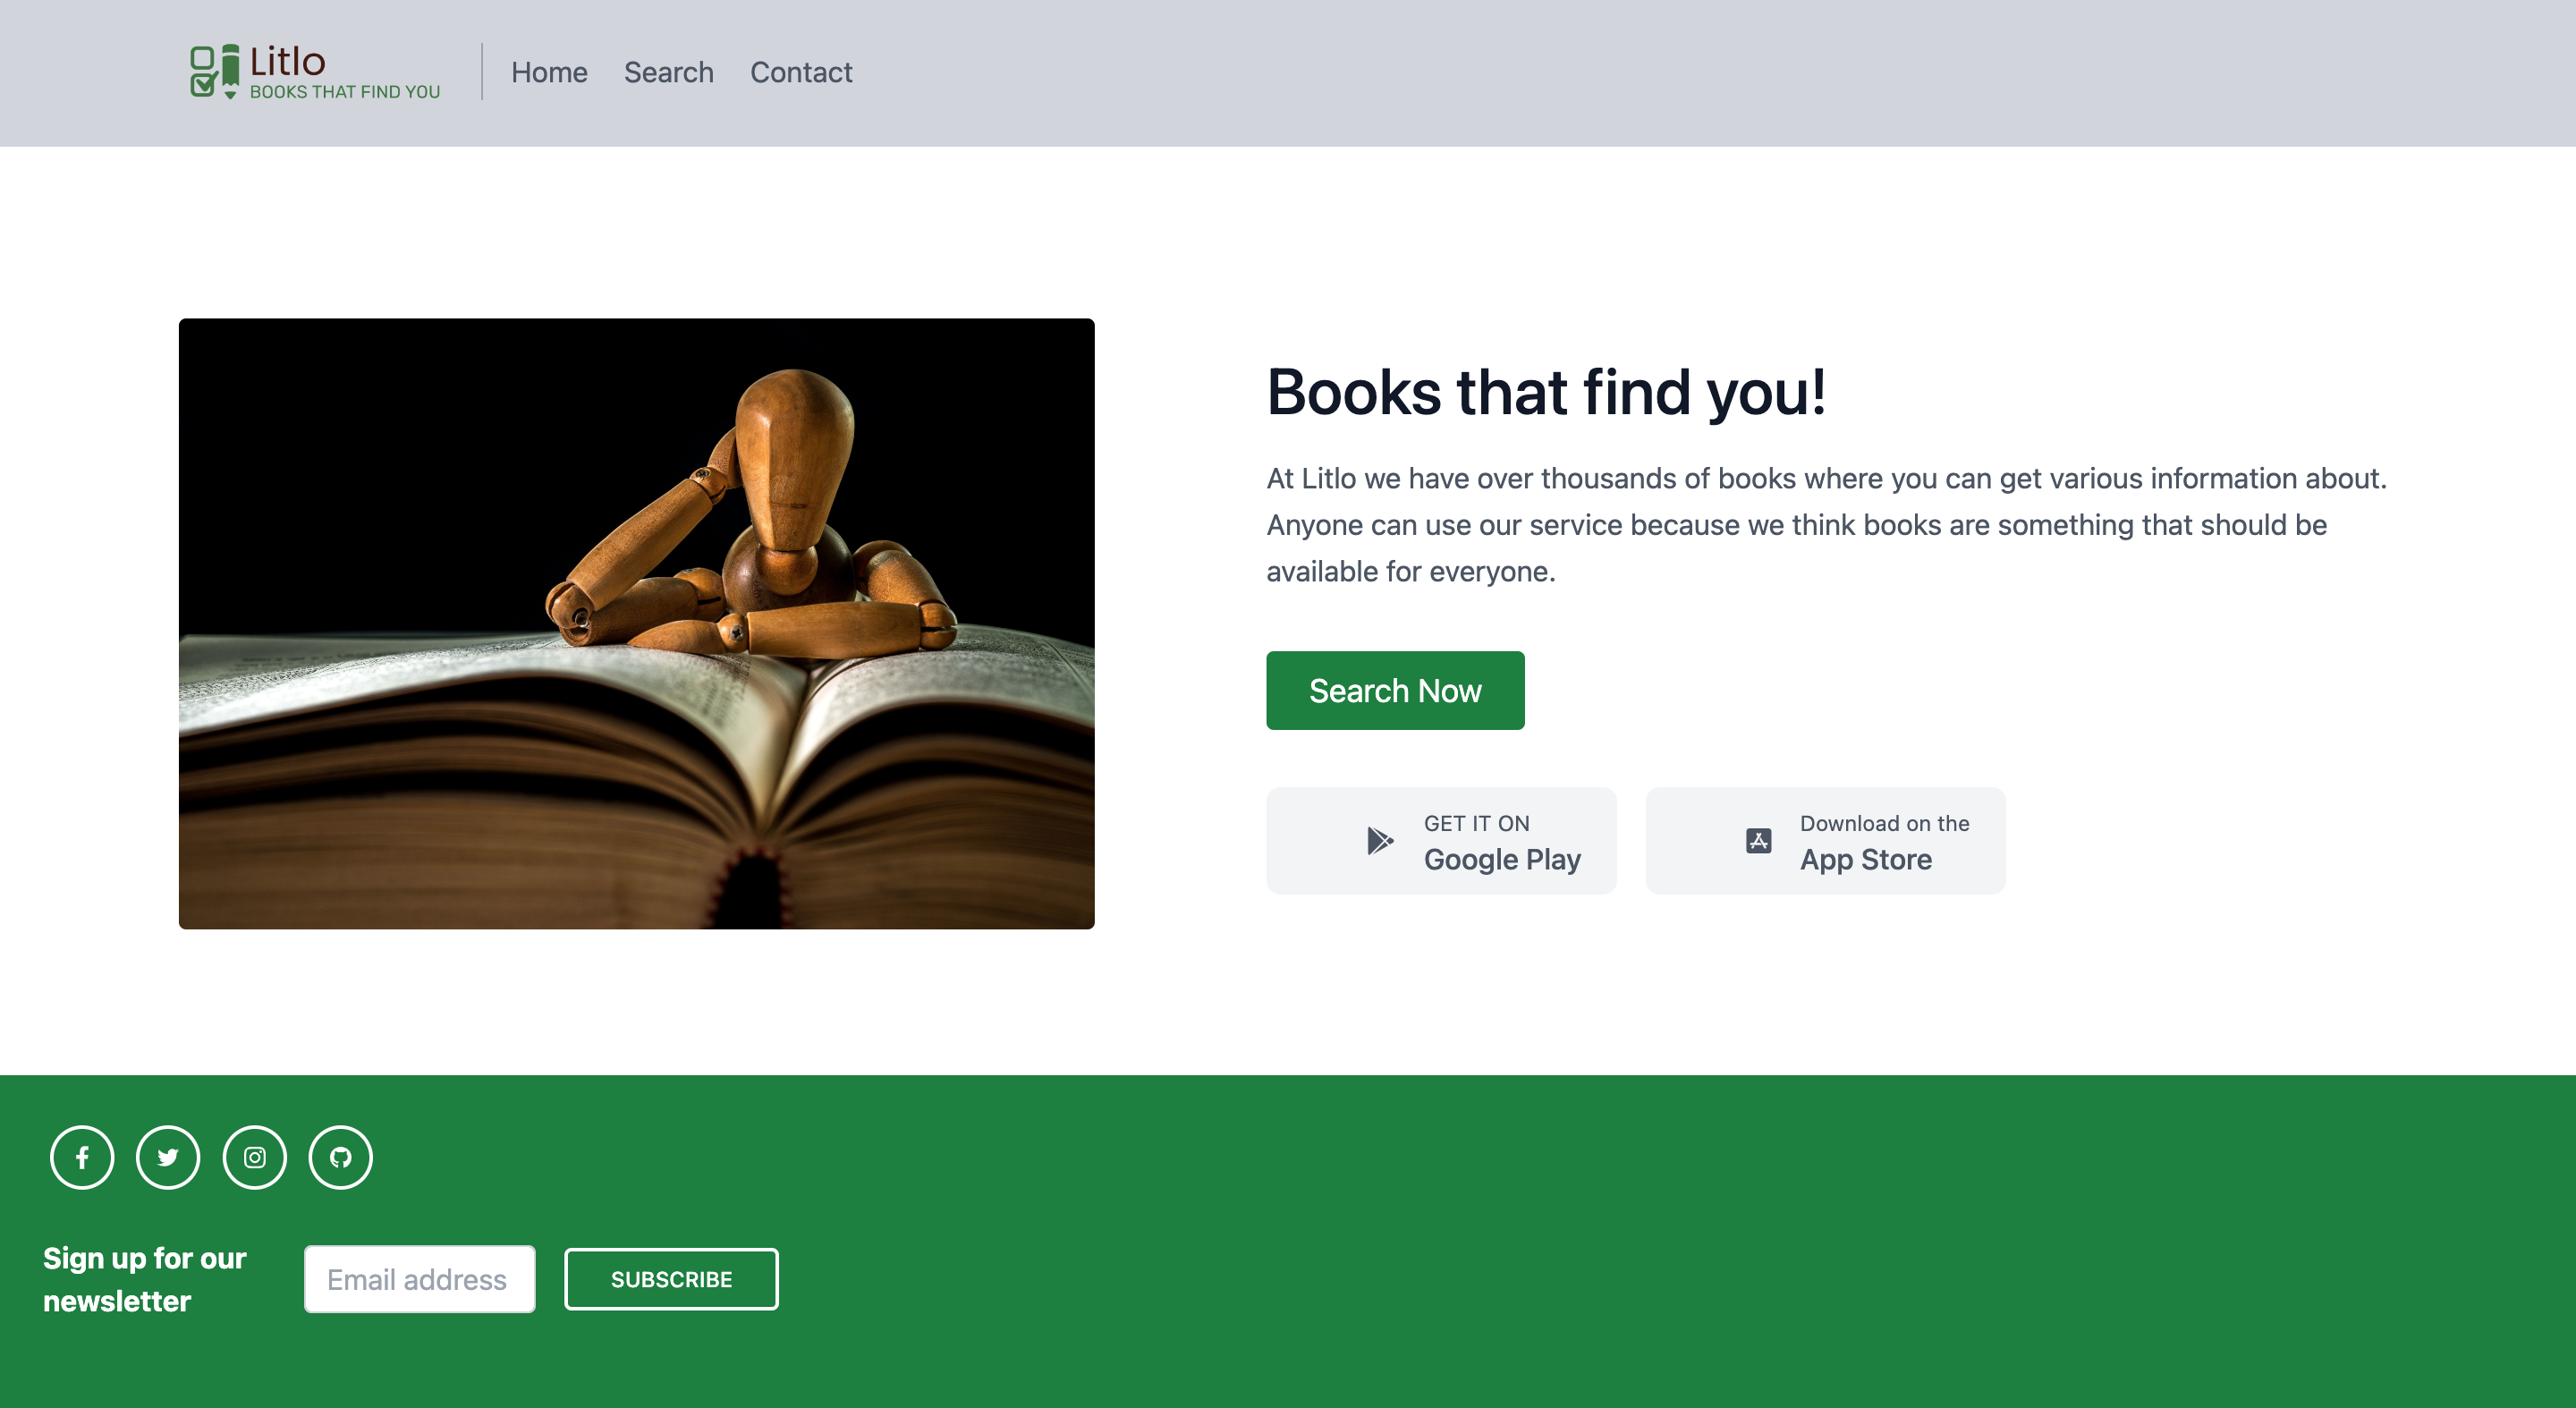 Litlo
BOOKS THAT FIND YOU
Home
Search
Contact
Books that find you!
At Litlo we have over thousands of books where you can get various information about.
Anyone can use our service because we think books are something that should be
available for everyone.
Search Now
GET IT ON
Google Play
Download on the
App Store
Sign up for our
newsletter
Email address
SUBSCRIBE